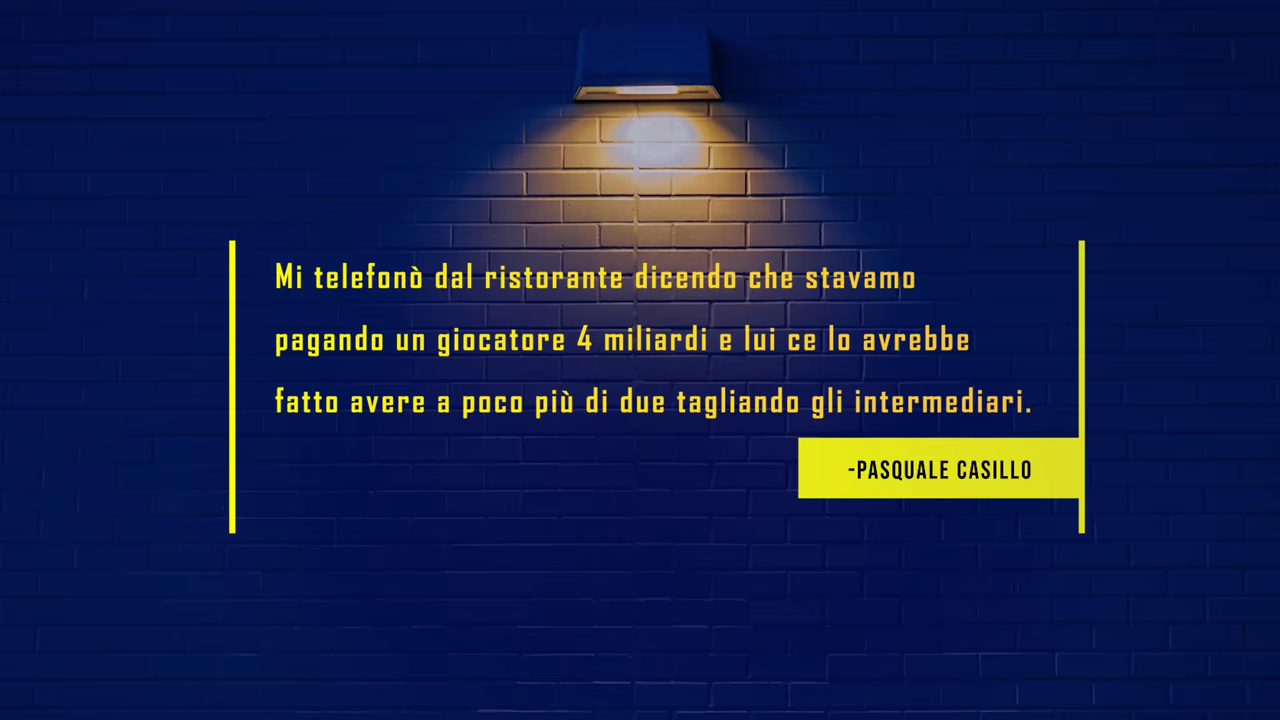 Mi telefonò dal ristorante dicendo che stavamo
pagando un giocatore 4 miliardi e lui ce lo avrebbe
fatto avere a poco più di due tagliando gli intermediari.
-PASQUALE CASILLO